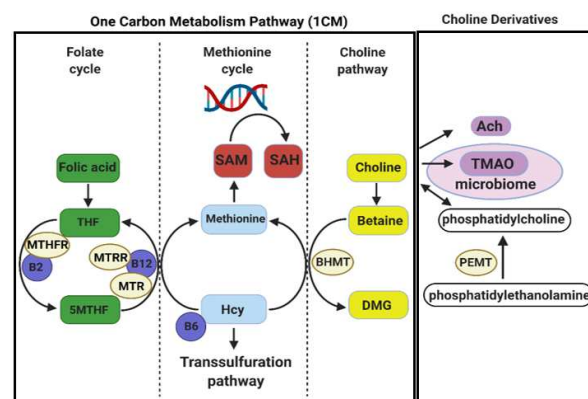 One Carbon Metabolism Pathway (1CM)
Choline Derivatives
Folate
cycle
Methionine
cycle
Choline
pathway
Folic acid
THF
MTHFR
B2
MTRR
B12
MTR
5MTHF
SAM
SAH
Methionine
Hcy
B6
Transsulfuration
pathway
Choline
Betaine
BHMT
DMG
Ach
TMAO
microbiome
phosphatidylcholine
PEMT
phosphatidylethanolamine